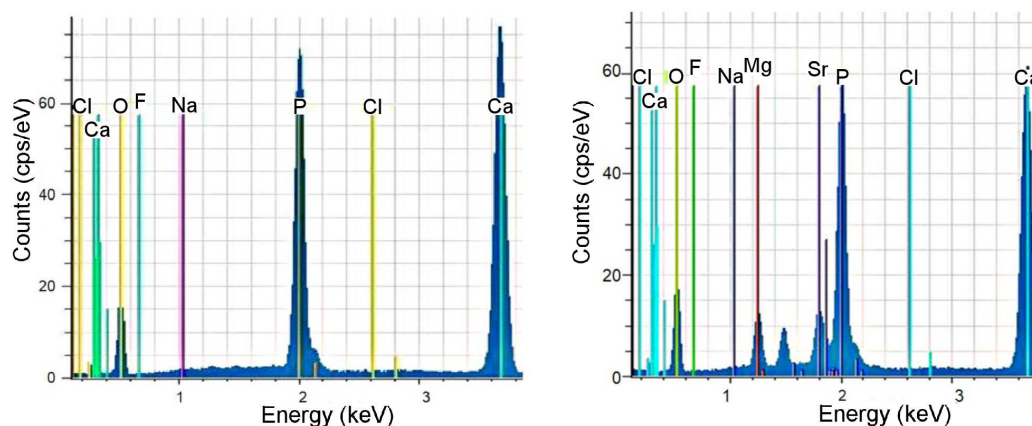 Counts (cps/eV)
60
40
20
0
Cl
Ca
O
F
Na
P
Cl
Ca
1
2
3
Energy (keV)
Counts (cps/eV)
60
40
20
0
Cl
Ca
O
F
Na
Mg
Sr
P
Cl
Ca
1
2
3
Energy (keV)